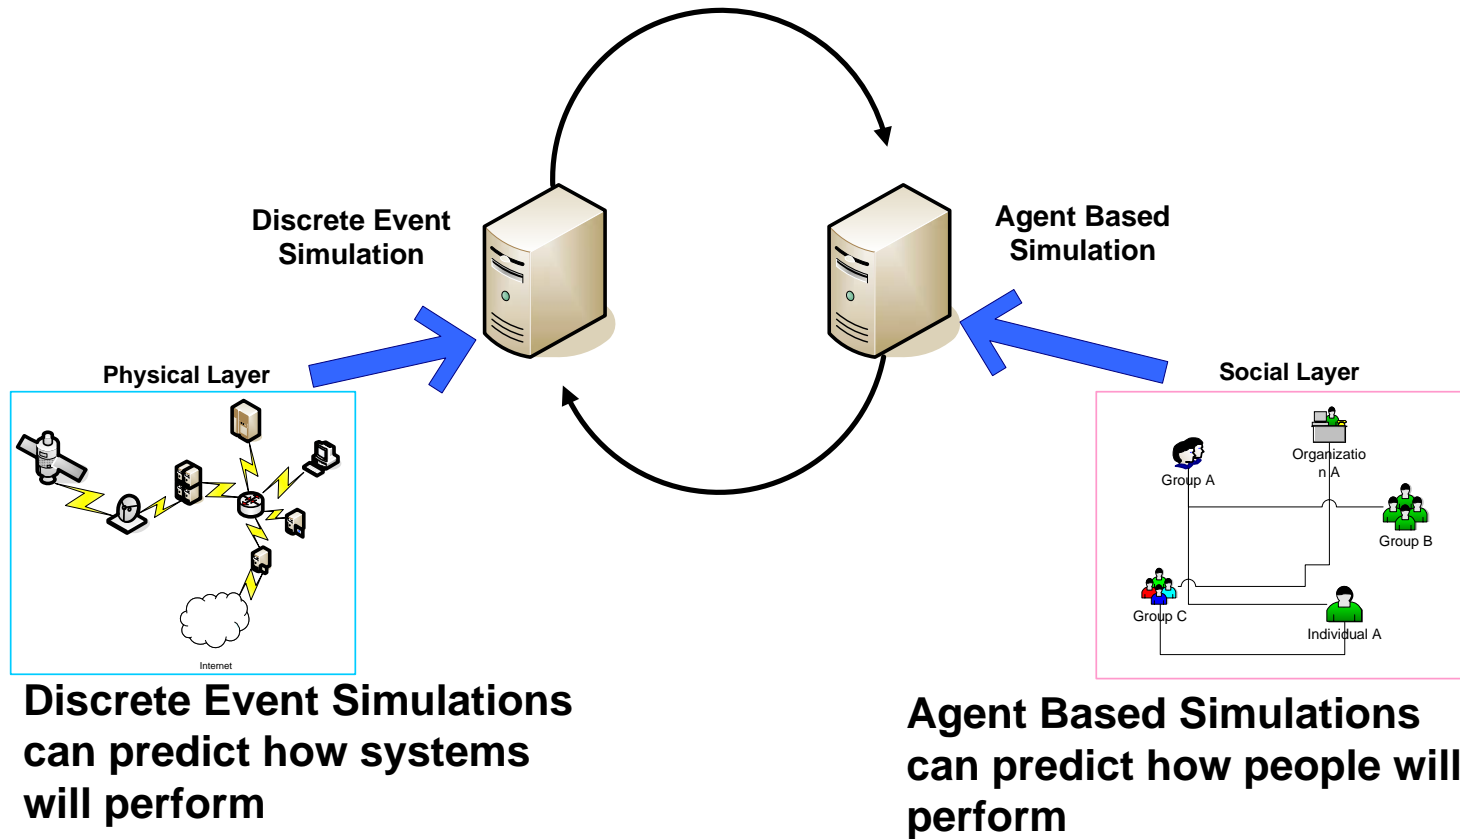 Discrete Event
Simulation
Agent Based
Simulation
Physical Layer
Social Layer
Internet
Group A
Organizatio
n A
Group B
Group C
Individual A
Discrete Event Simulations
can predict how systems
will perform
Agent Based Simulations
can predict how people will
perform